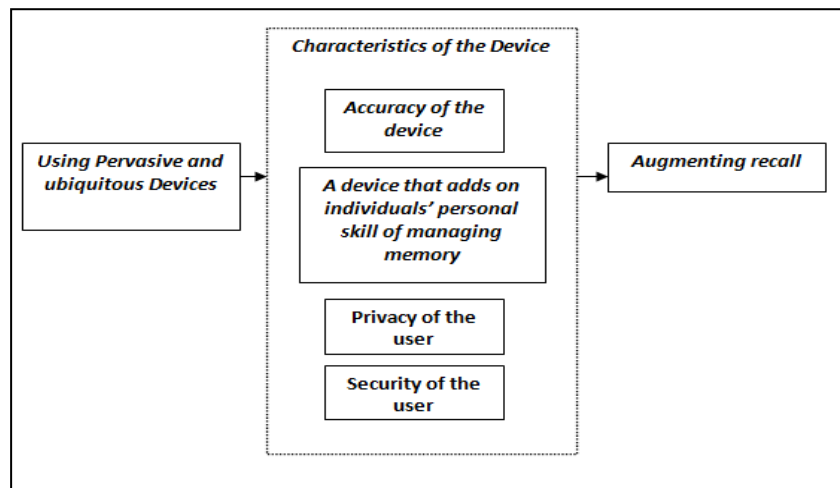 Characteristics of the Device
Accuracy of the
device
Using Pervasive and
ubiquitous Devices
A device that adds on
individuals' personal
skill of managing
memory
Privacy of the
user
Security of the
user
Augmenting recall